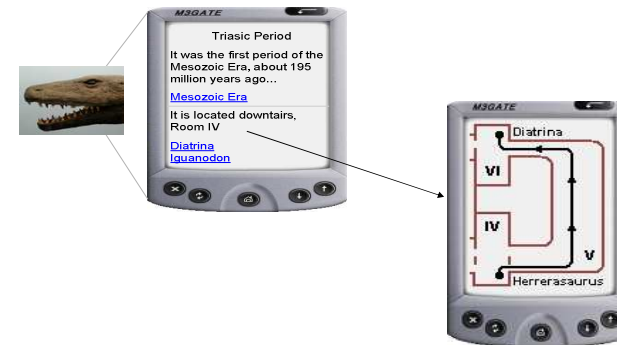 M3GATE
Triasic Period
It was the first period of the
Mesozoic Era, about 195
million years ago...
Mesozoic Era
It is located downtairs,
Room IV
Diatrina
Iguanodon
M3GATE
Diatrina
VI
IV
V
Herrerasaurus